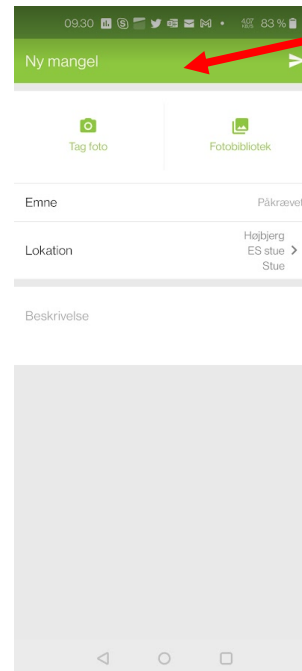 09.30 83 %
Ny mangel
Tag foto Fotobibliotek
Emne Påkrævet
Højbjerg
Lokation ES stue
Stue
Beskrivelse